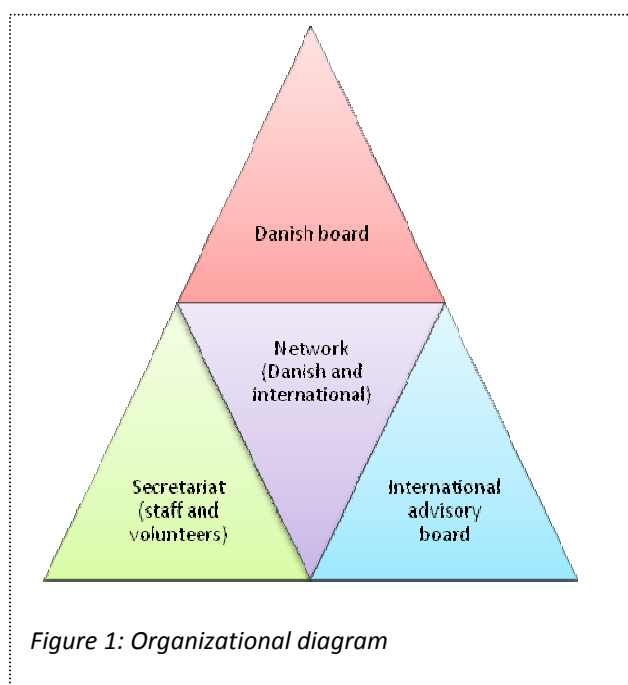 Danish board
Network
(Danish and
international)
Secretariat
(staff and
volunteers)
International
advisory
board
Figure 1: Organizational diagram